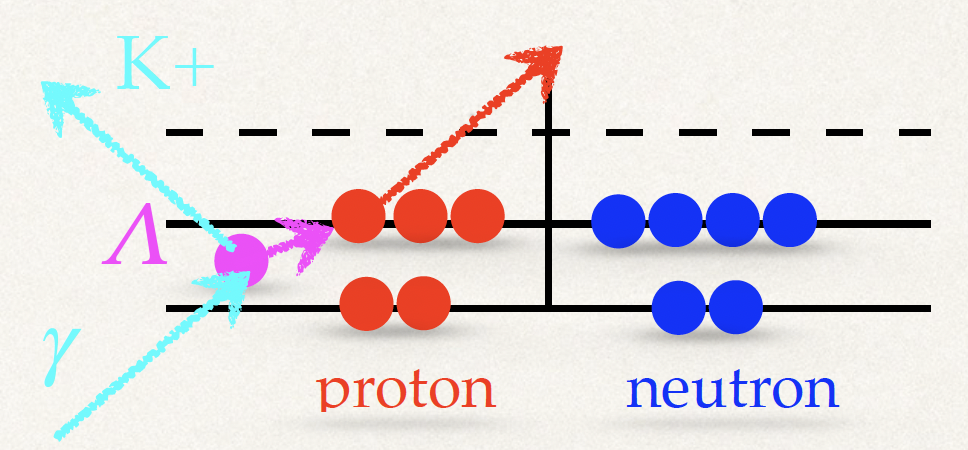 K+
Λ
γ
proton
neutron